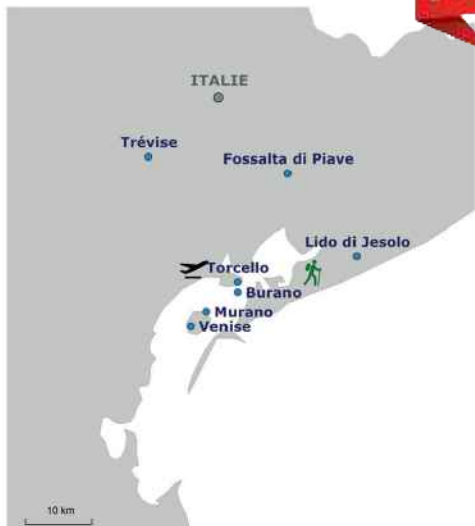 ITALIE
Trévise
Fossalta di Piave
Lido di Jesolo
Torcello
Burano
Murano
Venise
10 km